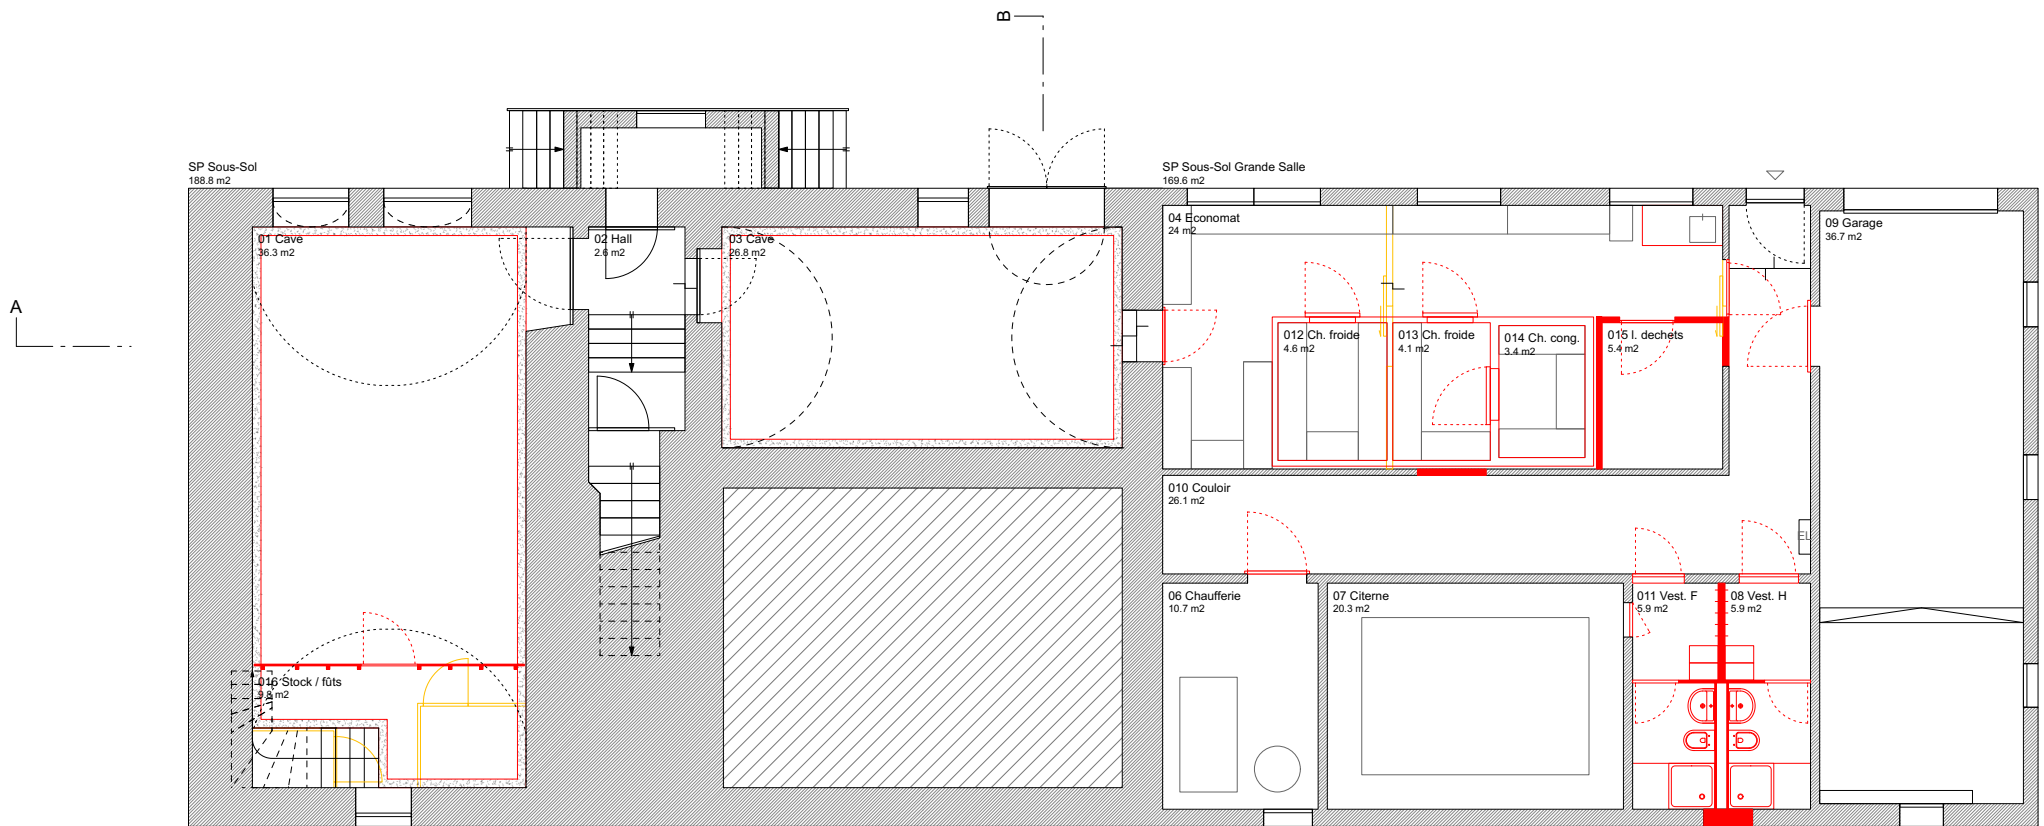 B
A
SP Sous-Sol
188.8 m2
SP Sous-Sol Grande Salle
169.6 m2
01 Cave
36.3 m2
02 Hall
2.6 m2
03 Cave
26.8 m2
04 Economat
24 m2
09 Garage
36.7 m2
012 Ch. froide
4.6 m2
013 Ch. froide
4.1 m2
014 Ch. cong.
3.4 m2
015 l. dechets
5.4 m2
010 Couloir
26.1 m2
EL
06 Chaufferie
10.7 m2
07 Citerne
20.3 m2
011 Vest. F
5.9 m2
08 Vest. H
5.9 m2
016 Stock / fûts
9.8 m2